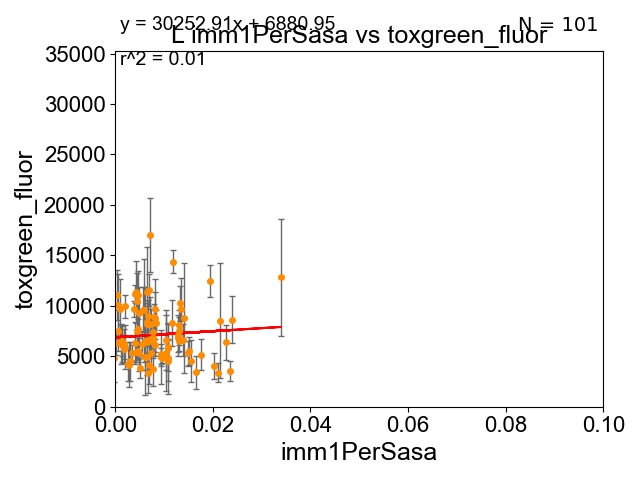 y = 30252.91x + 6880.95
N = 101
L imm1PerSasa vs toxgreen_fluor
r^2 = 0.01
35000
30000
25000
20000
15000
10000
5000
0
toxgreen_fluor
0.00 0.02 0.04 0.06 0.08 0.10
imm1PerSasa